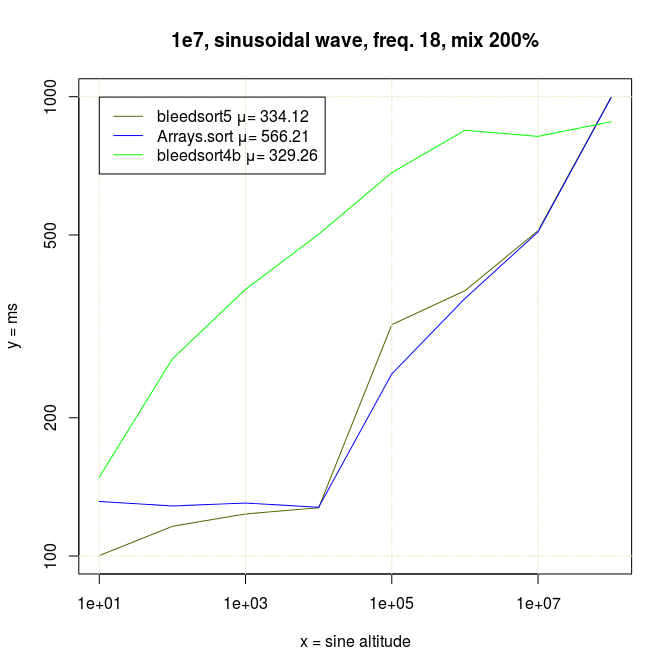 1e7, sinusoidal wave, freq. 18, mix 200%
bleedsort5 µ= 334.12
Arrays.sort µ= 566.21
bleedsort4b µ= 329.26
1000
500
200
100
y = ms
1e+01 1e+03 1e+05 1e+07
x = sine altitude